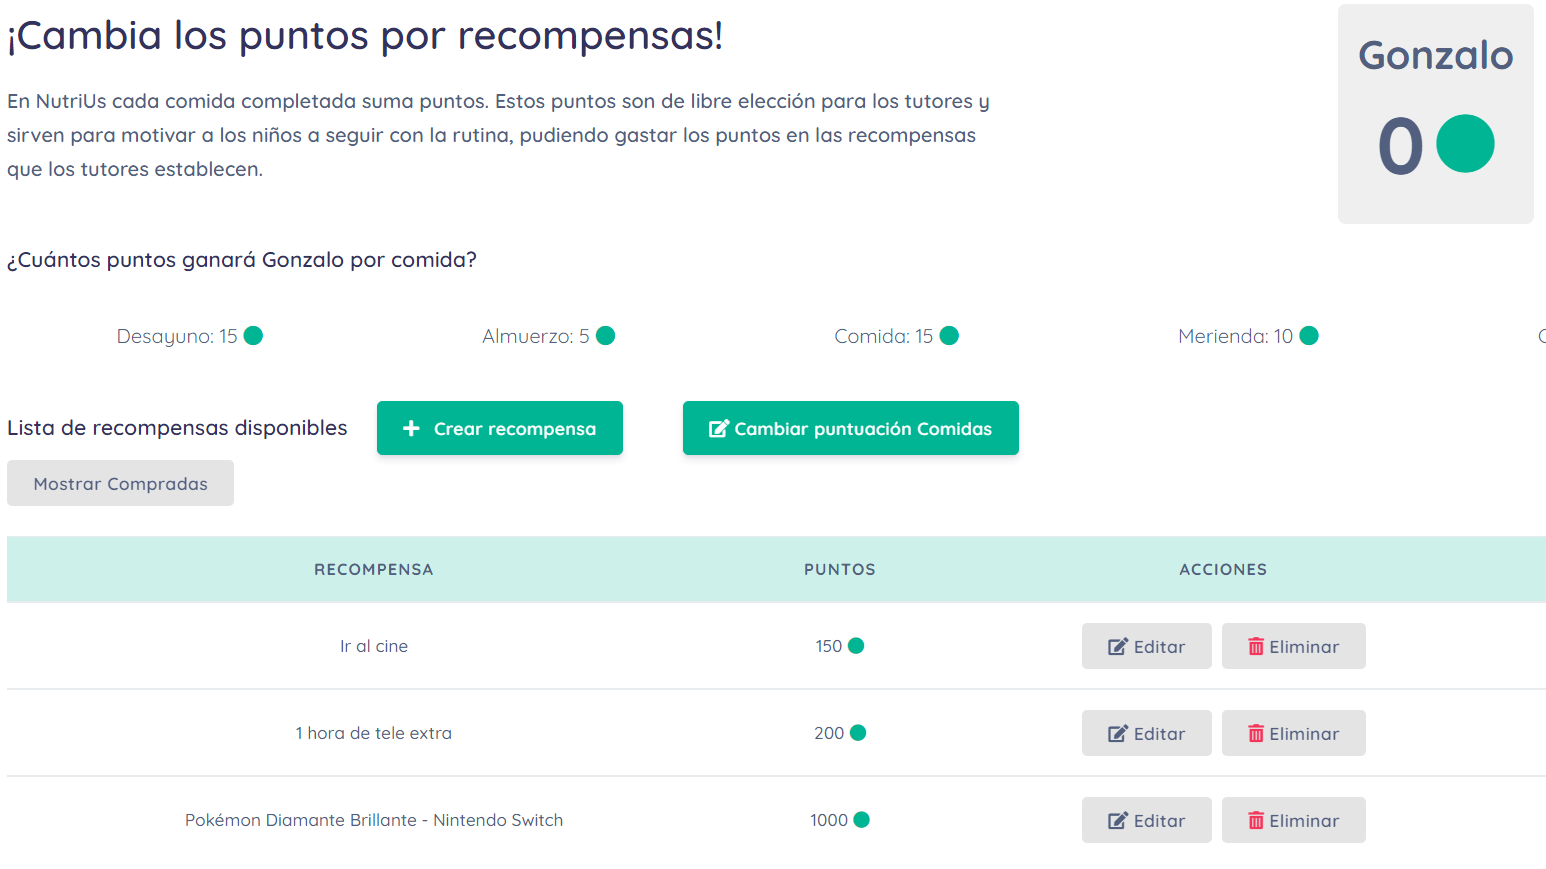 ¡Cambia los puntos por recompensas!
Gonzalo
0
En NutriUs cada comida completada suma puntos. Estos puntos son de libre elección para los tutores y
sirven para motivar a los niños a seguir con la rutina, pudiendo gastar los puntos en las recompensas
que los tutores establecen.
¿Cuántos puntos ganará Gonzalo por comida?
Desayuno: 15 Almuerzo: 5 Comida: 15 Merienda: 10
Lista de recompensas disponibles Crear recompensa Cambiar puntuación Comidas
Mostrar Compradas
RECOMPENSA PUNTOS ACCIONES
Ir al cine 150 Editar Eliminar
1 hora de tele extra 200 Editar Eliminar
Pokémon Diamante Brillante - Nintendo Switch 1000 Editar Eliminar